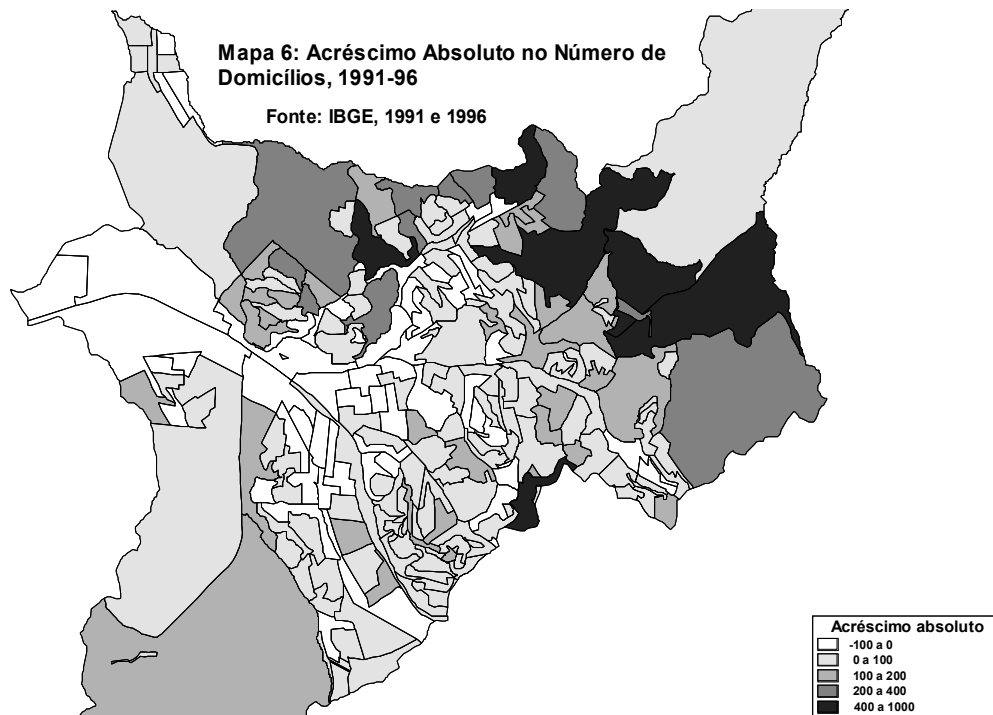 Mapa 6: Acréscimo Absoluto no Número de
Domicílios, 1991-96
Fonte: IBGE, 1991 e 1996
Acréscimo absoluto
-100 a 0
0 a 100
100 a 200
200 a 400
400 a 1000